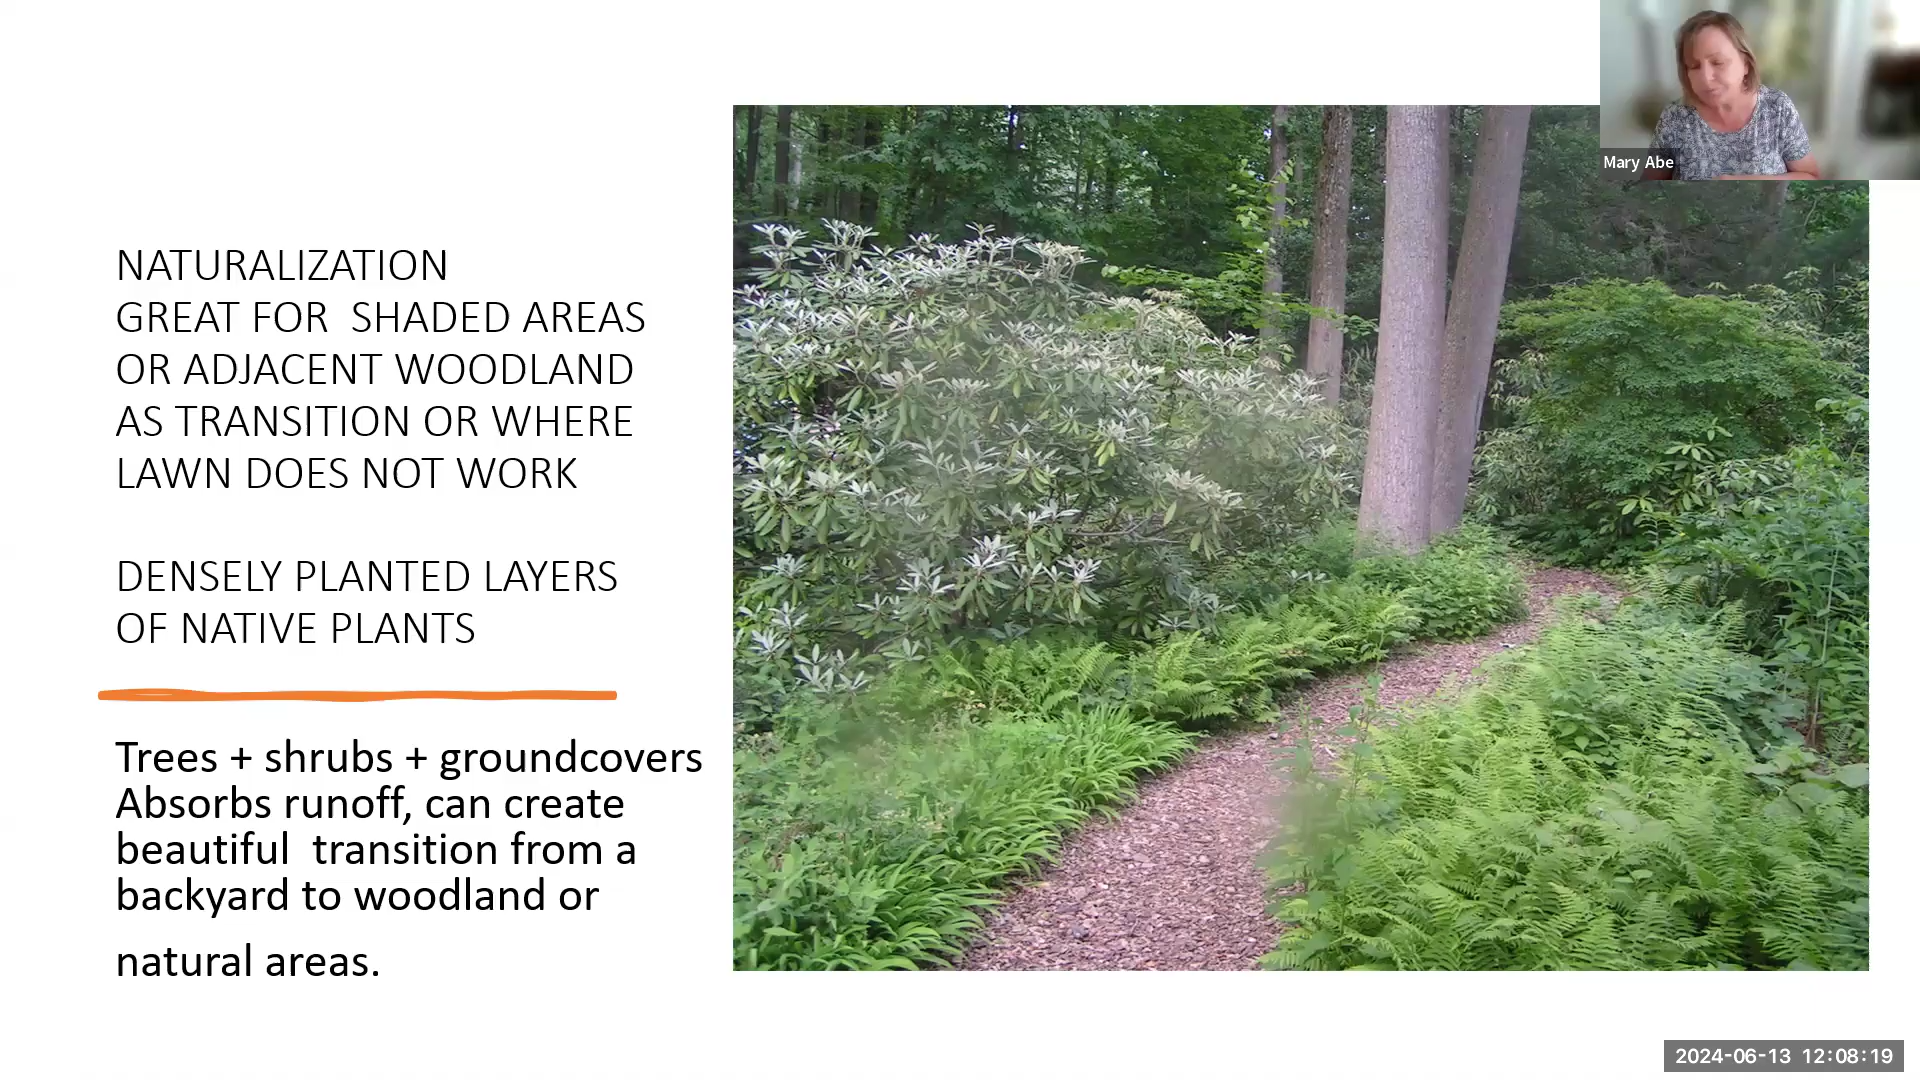 NATURALIZATION
GREAT FOR  SHADED AREAS
OR ADJACENT WOODLAND
AS TRANSITION OR WHERE
LAWN DOES NOT WORK
DENSELY PLANTED LAYERS
OF NATIVE PLANTS
Trees + shrubs + groundcovers
Absorbs runoff, can create
beautiful  transition from a
backyard to woodland or
natural areas.
Mary Abe
2024-06-13 12:08:19